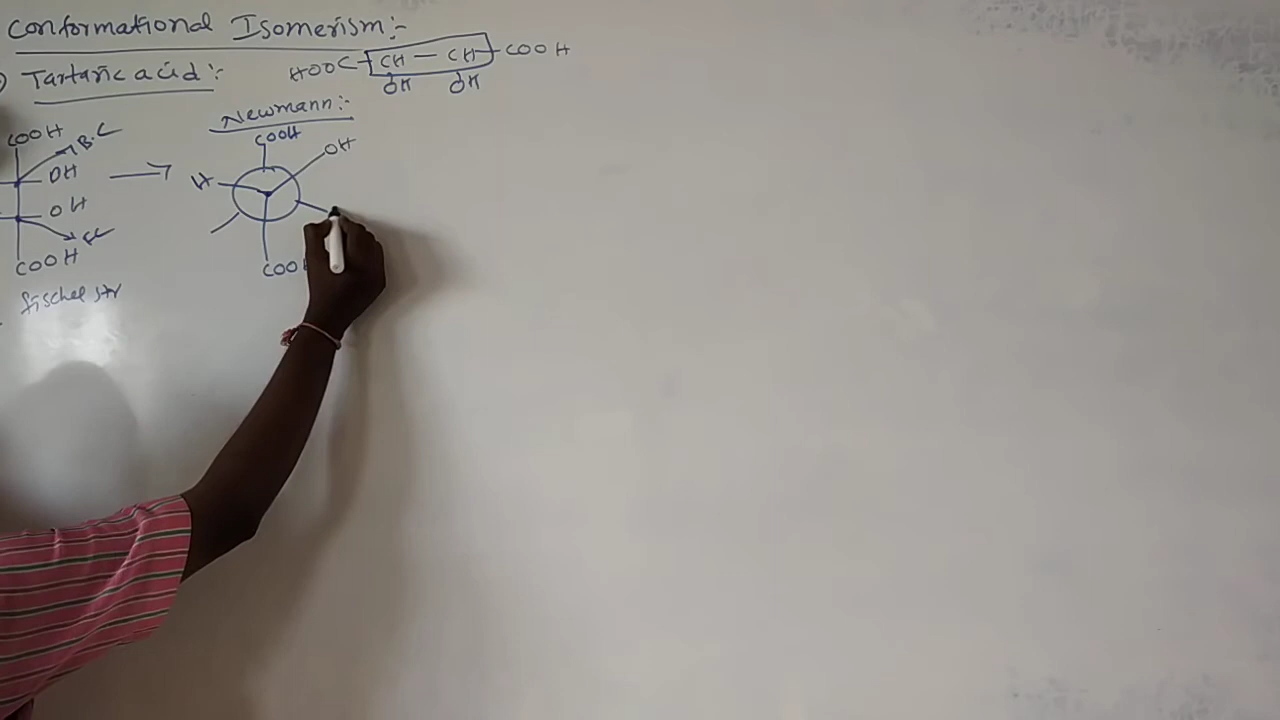 Conformational Isomerism:-
Tartaric acid:-
HOOC - CH - CH - COOH
OH OH
Newmann:-
COOH
B.C
OH
OH
COOH
fischer str
COOH
OH
H
COOH